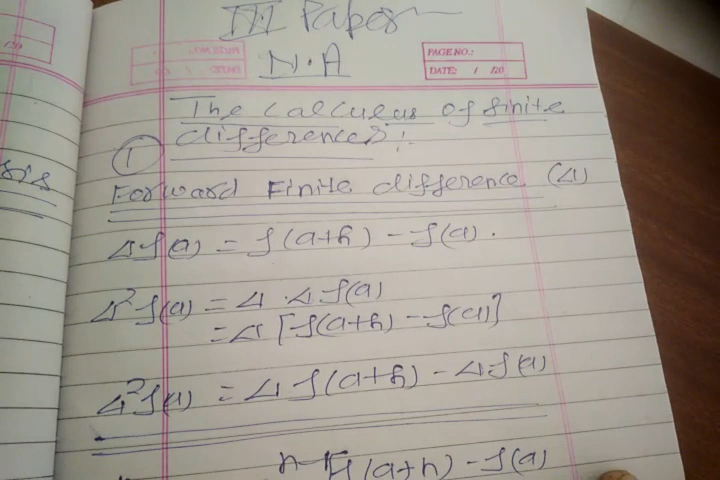 III Paper
N.A
PAGE NO.:
DATE: / /20
The Calculus of finite
① differences:-
Forward Finite difference (Δ)
Δf(a) = f(a+h) - f(a).
Δ²f(a) = Δ.Δf(a)
= Δ[f(a+h) - f(a)]
Δ²f(a) = Δf(a+h) - Δf(a)
f(a+h) - f(a)